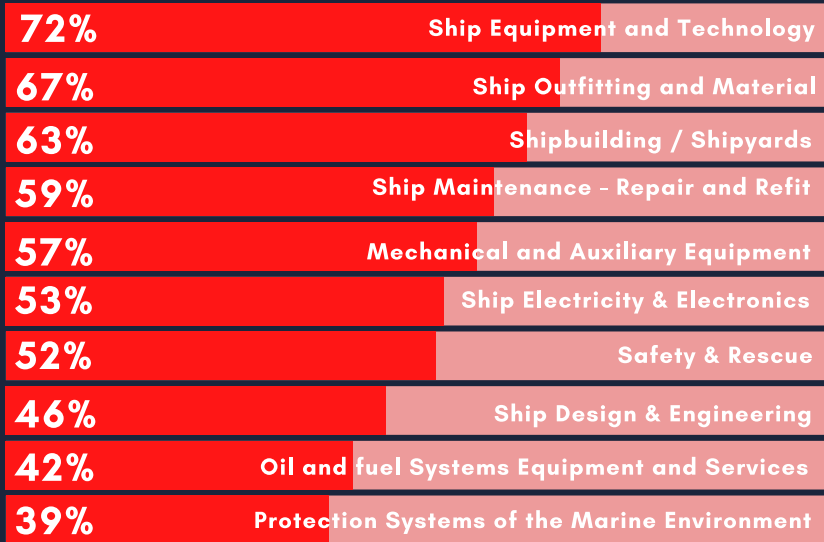 72% Ship Equipment and Technology
67% Ship Outfitting and Material
63% Shipbuilding / Shipyards
59% Ship Maintenance - Repair and Refit
57% Mechanical and Auxiliary Equipment
53% Ship Electricity & Electronics
52% Safety & Rescue
46% Ship Design & Engineering
42% Oil and fuel Systems Equipment and Services
39% Protection Systems of the Marine Environment